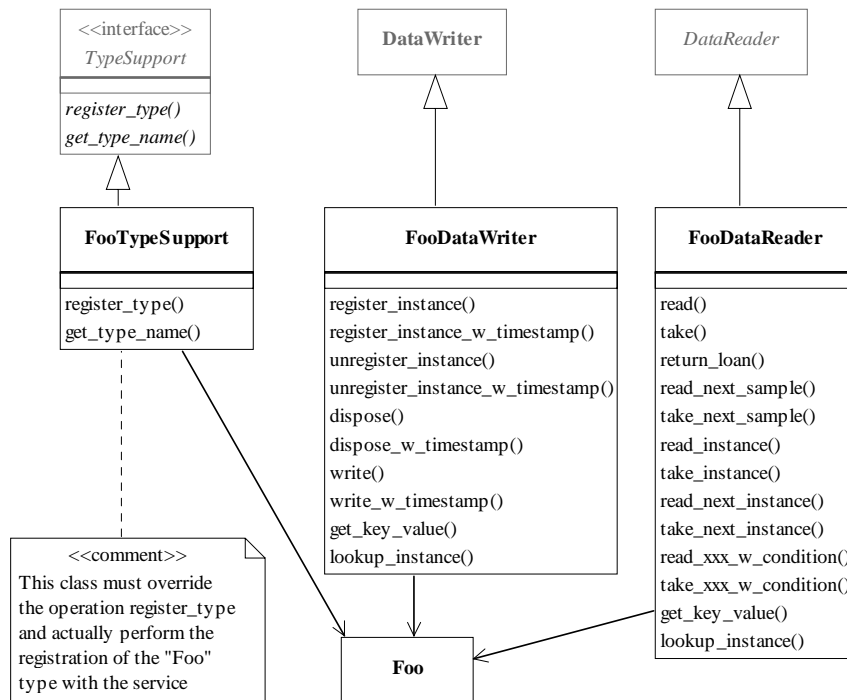 <<interface>>
TypeSupport
register_type()
get_type_name()
DataWriter
DataReader
FooTypeSupport
register_type()
get_type_name()
FooDataWriter
register_instance()
register_instance_w_timestamp()
unregister_instance()
unregister_instance_w_timestamp()
dispose()
dispose_w_timestamp()
write()
write_w_timestamp()
get_key_value()
lookup_instance()
FooDataReader
read()
take()
return_loan()
read_next_sample()
take_next_sample()
read_instance()
take_instance()
read_next_instance()
take_next_instance()
read_xxx_w_condition()
take_xxx_w_condition()
get_key_value()
lookup_instance()
<<comment>>
This class must override
the operation register_type
and actually perform the
registration of the "Foo"
type with the service
Foo